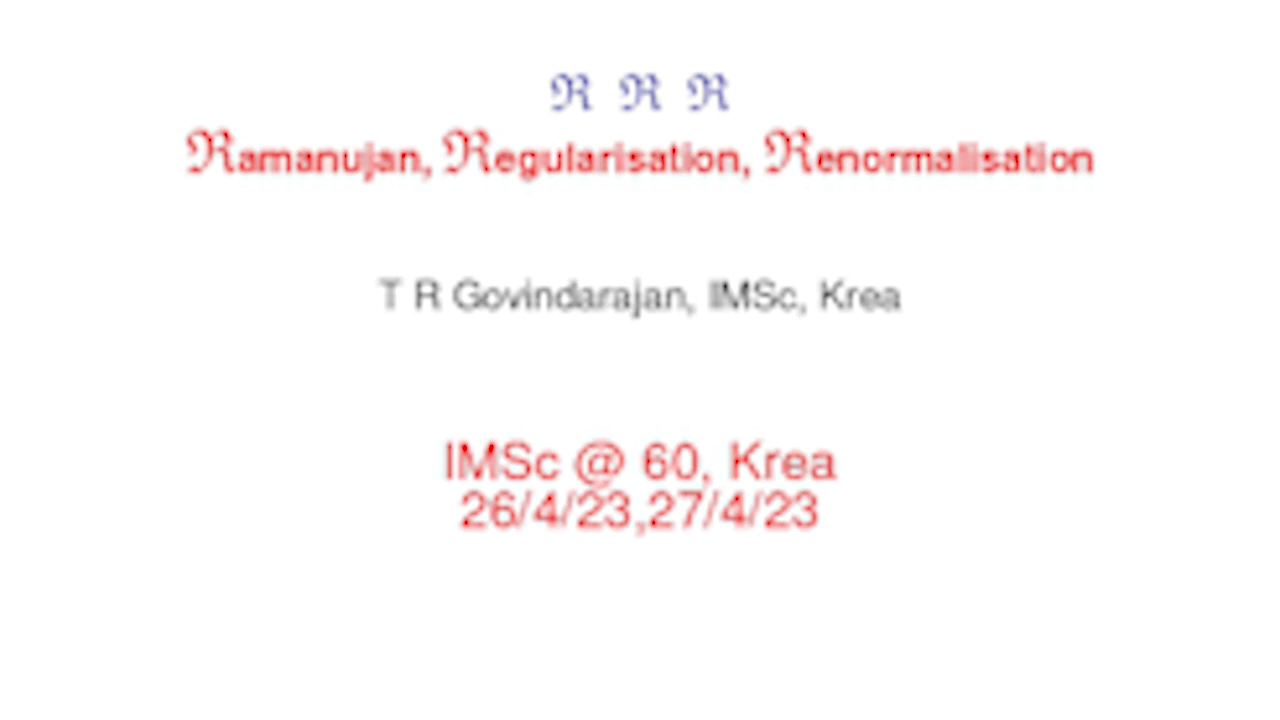 ℜ ℜ ℜ
ℜamanujan, ℜegularisation, ℜenormalisation
T R Govindarajan, IMSc, Krea
IMSc @ 60, Krea
26/4/23,27/4/23